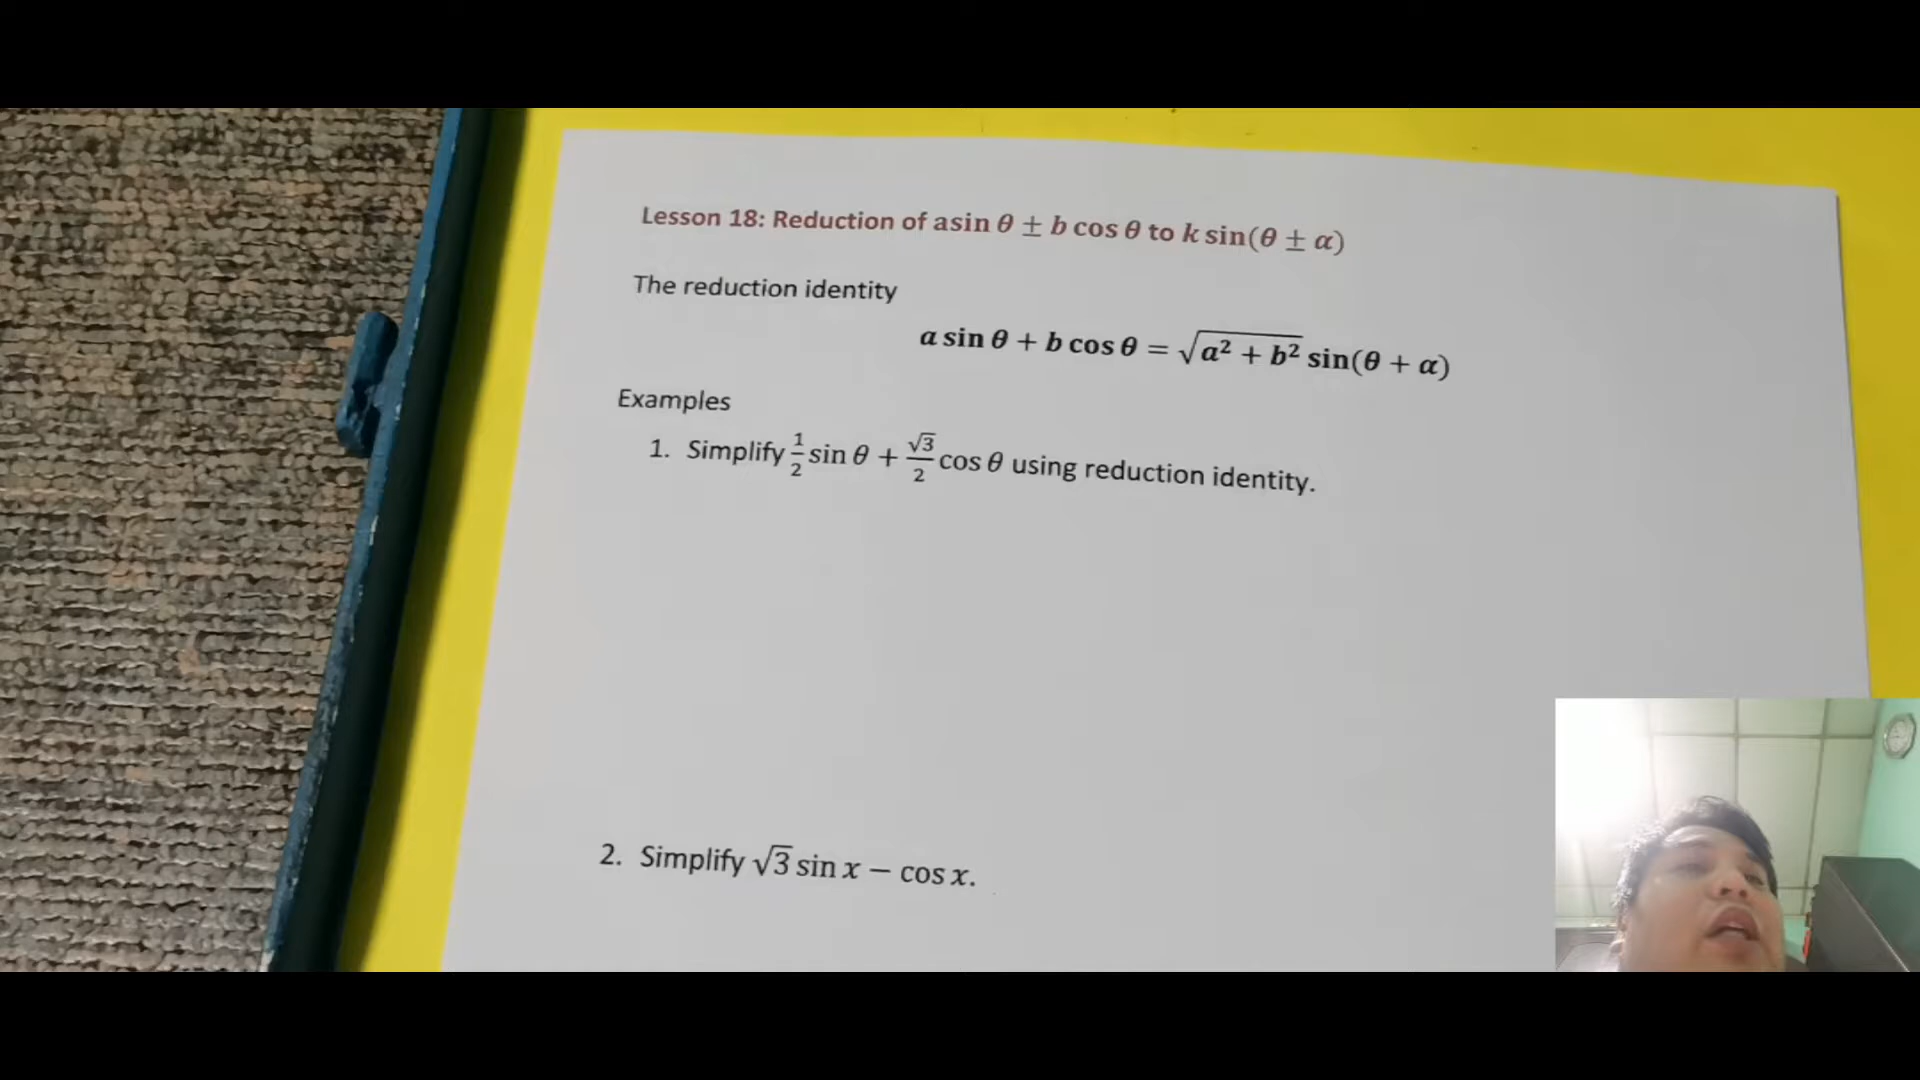 Lesson 18: Reduction of asin θ ± b cos θ to k sin(θ ± α)
The reduction identity
a sin θ + b cos θ = √(a² + b²) sin(θ + α)
Examples
1. Simplify 1/2 sin θ + √3/2 cos θ using reduction identity.
2. Simplify √3 sin x − cos x.